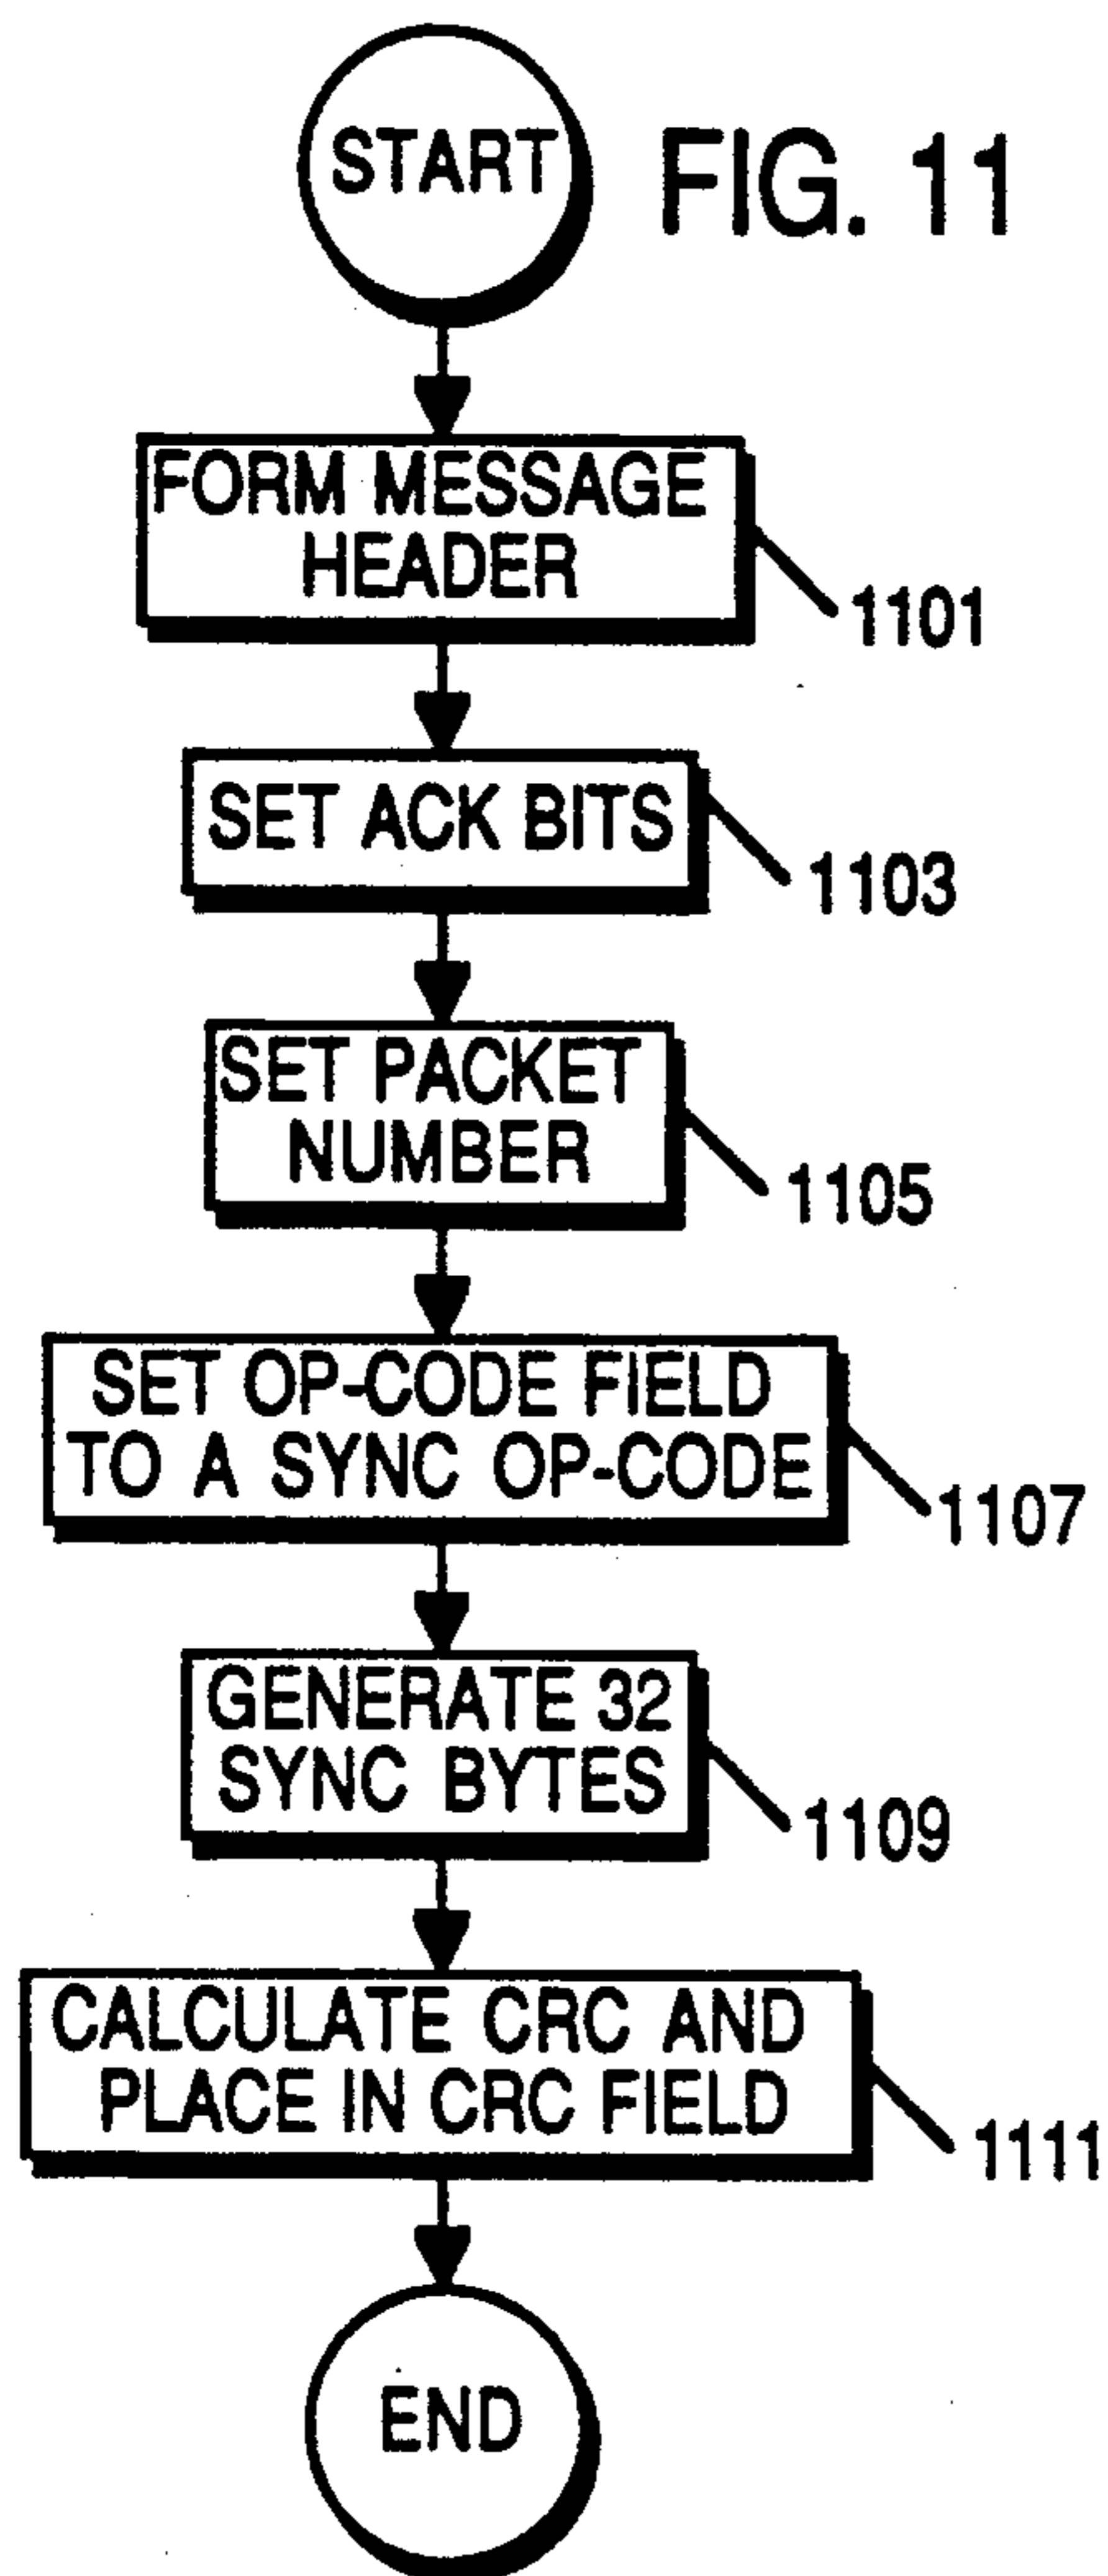 START
FIG. 11
FORM MESSAGE
HEADER
1101
SET ACK BITS
1103
SET PACKET
NUMBER
1105
SET OP-CODE FIELD
TO A SYNC OP-CODE
1107
GENERATE 32
SYNC BYTES
1109
CALCULATE CRC AND
PLACE IN CRC FIELD
1111
END